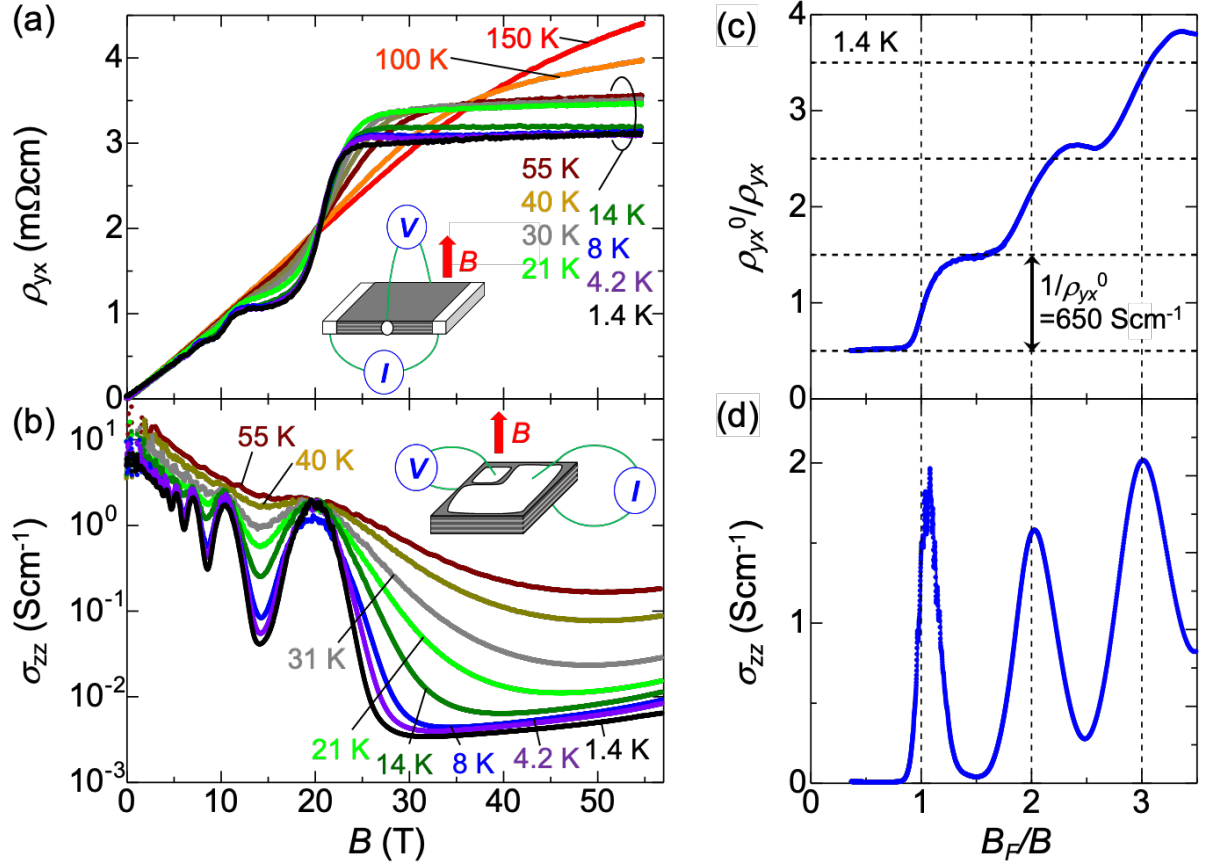 (a)
150 K
100 K
4
3
2
1
0
ρyx (mΩcm)
55 K
40 K
30 K
21 K
14 K
8 K
4.2 K
1.4 K
V
B
I
(b)
10¹
10⁰
10⁻¹
10⁻²
10⁻³
σzz (Scm⁻¹)
55 K
40 K
31 K
21 K
14 K
8 K
4.2 K
1.4 K
B
V
I
0 10 20 30 40 50
B (T)
(c)
1.4 K
4
3
2
1
0
ρyx⁰/ρyx
1/ρyx⁰
=650 Scm⁻¹
(d)
2
1
0
σzz (Scm⁻¹)
0 1 2 3
BF/B